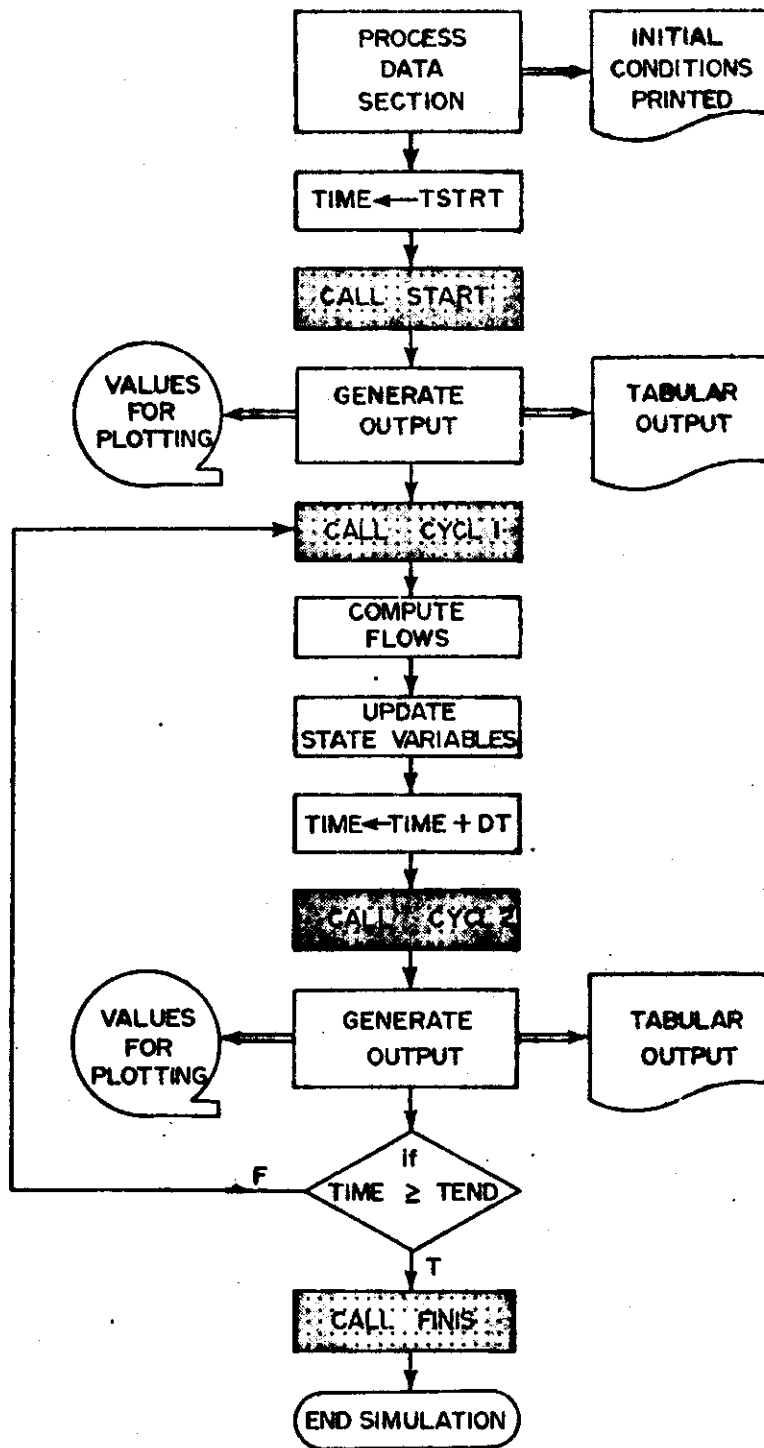 PROCESS
DATA
SECTION
INITIAL
CONDITIONS
PRINTED
TIME ← TSTRT
CALL START
VALUES
FOR
PLOTTING
GENERATE
OUTPUT
TABULAR
OUTPUT
CALL CYCL 1
COMPUTE
FLOWS
UPDATE
STATE VARIABLES
TIME ← TIME + DT
CALL CYCL 2
VALUES
FOR
PLOTTING
GENERATE
OUTPUT
TABULAR
OUTPUT
if
F
TIME ≥ TEND
T
CALL FINIS
END SIMULATION